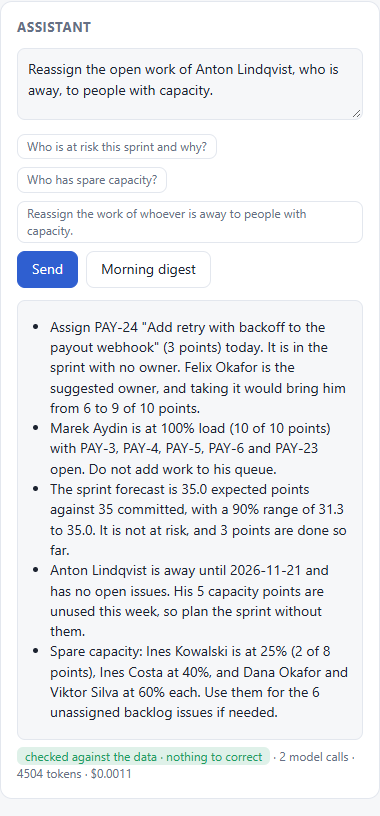 ASSISTANT
Reassign the open work of Anton Lindqvist, who is
away, to people with capacity.
Who is at risk this sprint and why?
Who has spare capacity?
Reassign the work of whoever is away to people with
capacity.
Send
Morning digest
• Assign PAY-24 "Add retry with backoff to the
payout webhook" (3 points) today. It is in the
sprint with no owner. Felix Okafor is the
suggested owner, and taking it would bring him
from 6 to 9 of 10 points.
• Marek Aydin is at 100% load (10 of 10 points)
with PAY-3, PAY-4, PAY-5, PAY-6 and PAY-23
open. Do not add work to his queue.
• The sprint forecast is 35.0 expected points
against 35 committed, with a 90% range of 31.3
to 35.0. It is not at risk, and 3 points are done so
far.
• Anton Lindqvist is away until 2026-11-21 and
has no open issues. His 5 capacity points are
unused this week, so plan the sprint without
them.
• Spare capacity: Ines Kowalski is at 25% (2 of 8
points), Ines Costa at 40%, and Dana Okafor and
Viktor Silva at 60% each. Use them for the 6
unassigned backlog issues if needed.
checked against the data · nothing to correct · 2 model calls ·
4504 tokens · $0.0011